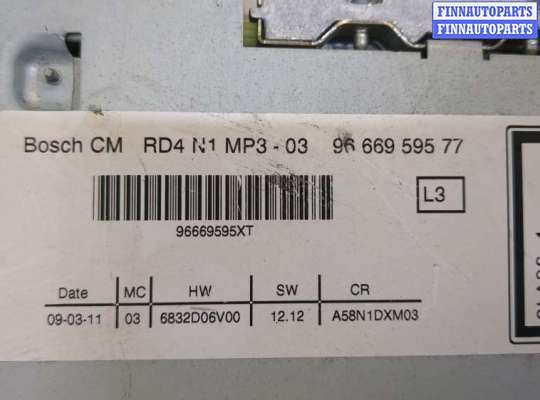 FINNAUTOPARTS
FINNAUTOPARTS
Bosch CM RD4 N1 MP3 - 03 96 669 595 77
L3
96669595XT
Date MC HW SW CR
09-03-11 03 6832D06V00 12.12 A58N1DXM03